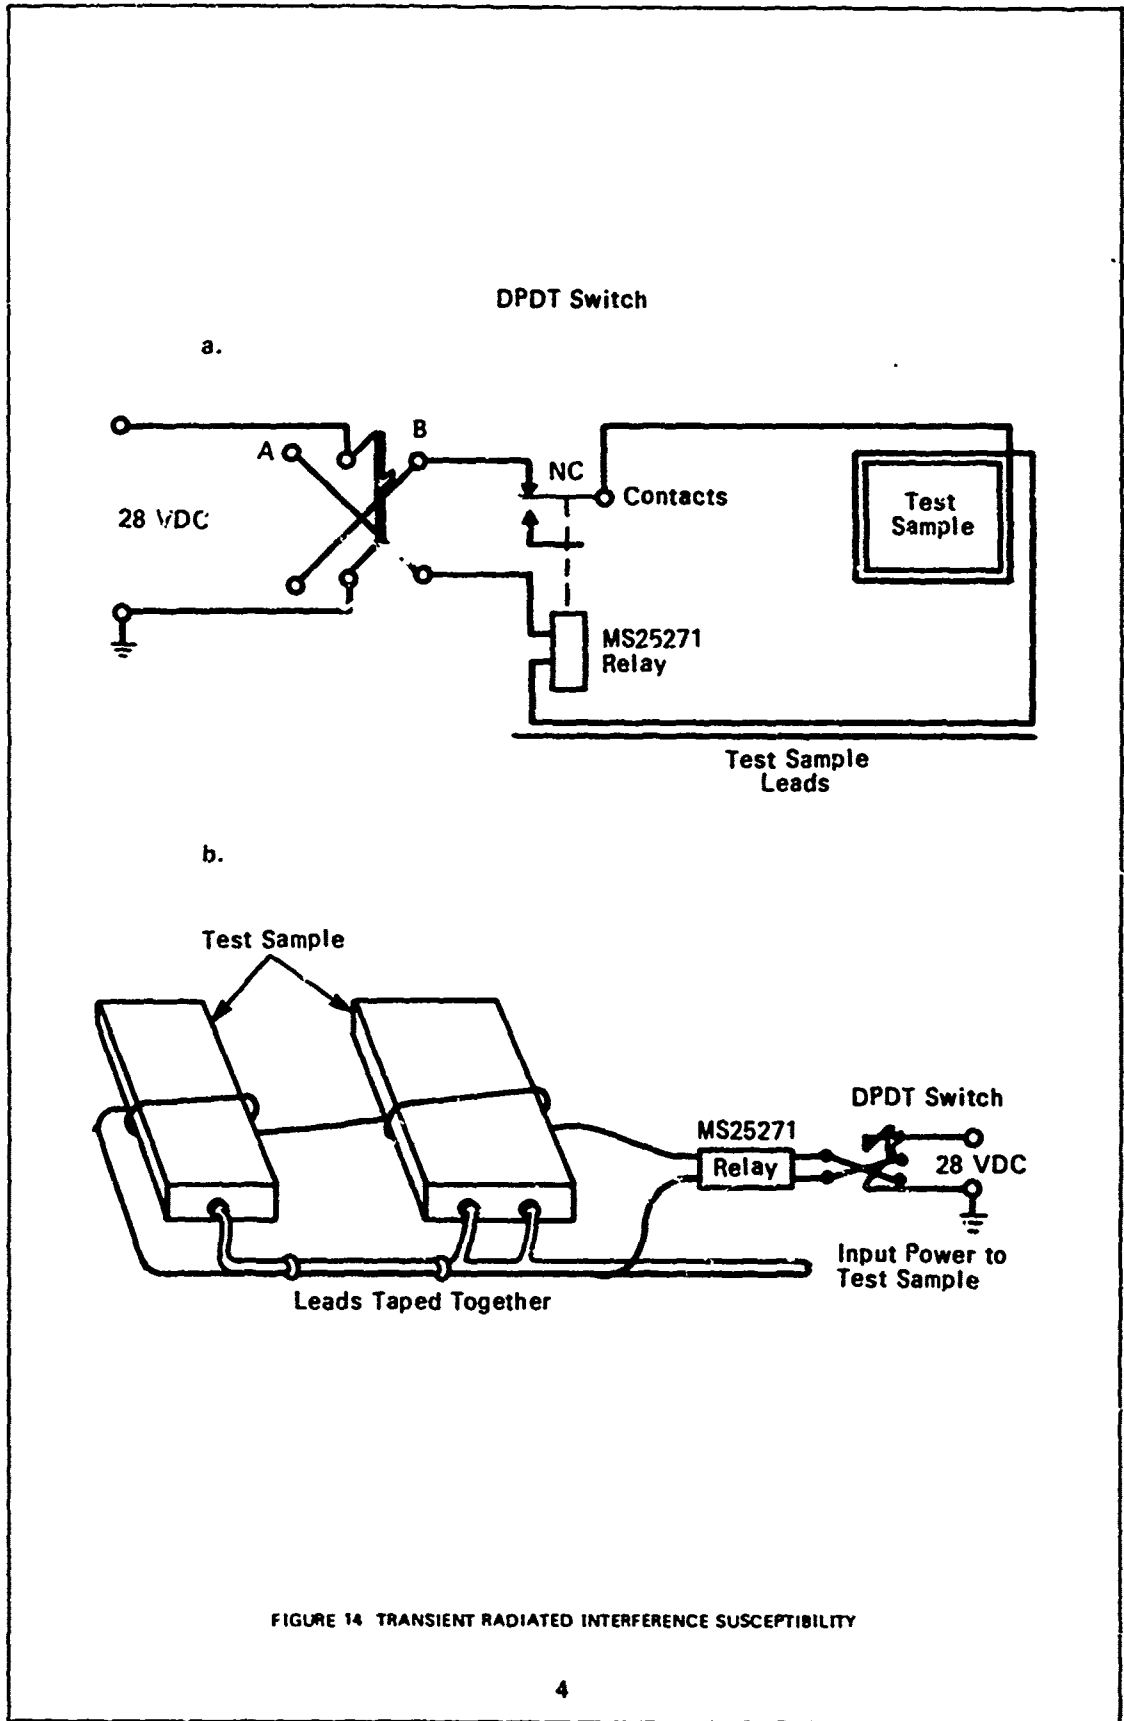 DPDT Switch
a.
A
B
NC
Contacts
28 VDC
Test
Sample
MS25271
Relay
Test Sample
Leads
b.
Test Sample
DPDT Switch
MS25271
Relay
28 VDC
Input Power to
Test Sample
Leads Taped Together
FIGURE 14 TRANSIENT RADIATED INTERFERENCE SUSCEPTIBILITY
4